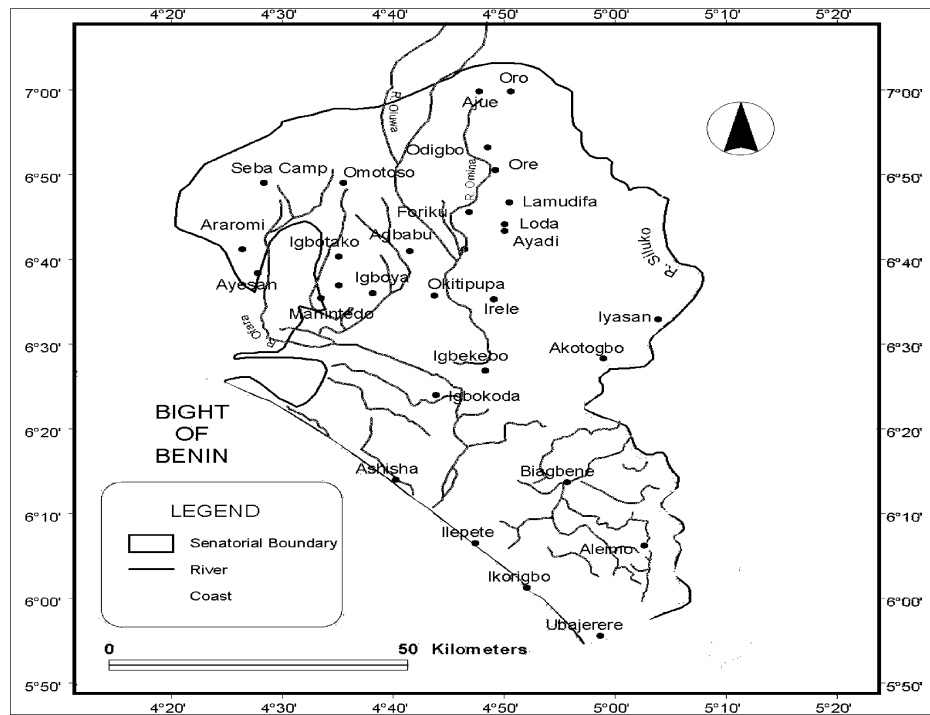 4°20' 4°30' 4°40' 4°50' 5°00' 5°10' 5°20'
7°00'
6°50'
6°40'
6°30'
6°20'
6°10'
6°00'
5°50'
Oro
Ajue
R. Oluwa
Odigbo
Ore
R. Omina
Seba Camp
Omotoso
Lamudifa
Foriku
Loda
Araromi
Agbabu
Ayadi
Igbotako
R. Siluko
Ayesan
Igboya
Okitipupa
Irele
Manintedo
Iyasan
R. Ofara
Igbekebo
Akotogbo
Igbokoda
BIGHT
OF
BENIN
Ashisha
Biagbene
Ilepete
Aleimo
Ikorigbo
Ubajerere
LEGEND
Senatorial Boundary
River
Coast
0 50 Kilometers
7°00'
6°50'
6°40'
6°30'
6°20'
6°10'
6°00'
5°50'
4°20' 4°30' 4°40' 4°50' 5°00' 5°10' 5°20'